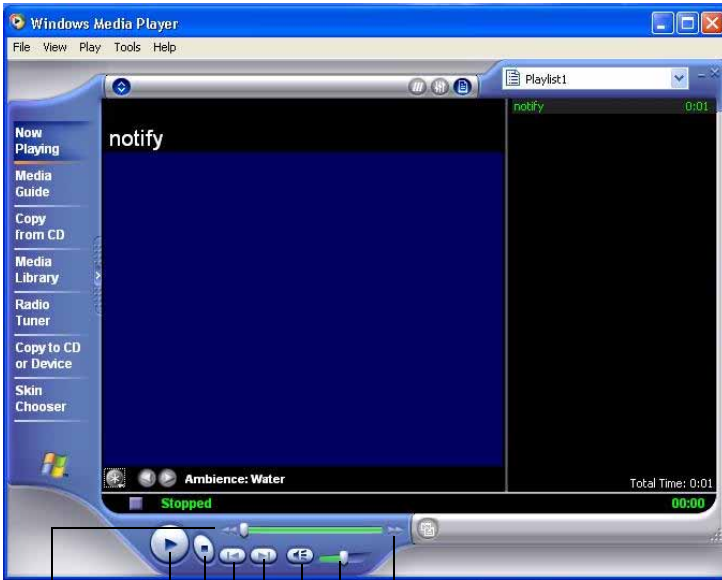 Windows Media Player
File View Play Tools Help
Playlist1
notify 0:01
Now
Playing
notify
Media
Guide
Copy
from CD
Media
Library
Radio
Tuner
Copy to CD
or Device
Skin
Chooser
Ambience: Water
Total Time: 0:01
Stopped
00:00